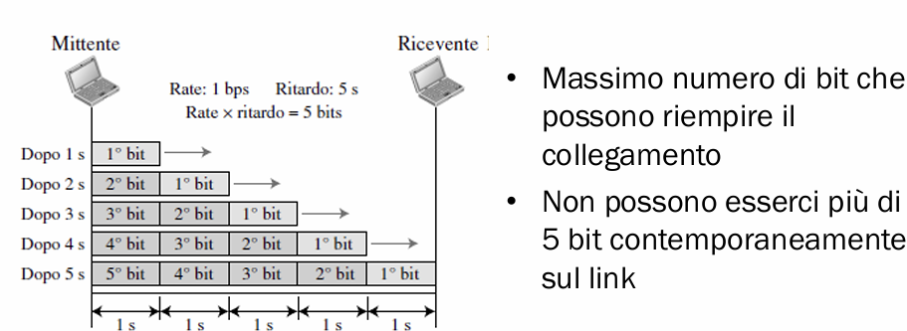 Mittente
Ricevente
Rate: 1 bps Ritardo: 5 s
Rate × ritardo = 5 bits
Dopo 1 s 1° bit
Dopo 2 s 2° bit 1° bit
Dopo 3 s 3° bit 2° bit 1° bit
Dopo 4 s 4° bit 3° bit 2° bit 1° bit
Dopo 5 s 5° bit 4° bit 3° bit 2° bit 1° bit
1 s 1 s 1 s 1 s 1 s
• Massimo numero di bit che
possono riempire il
collegamento
• Non possono esserci più di
5 bit contemporaneamente
sul link